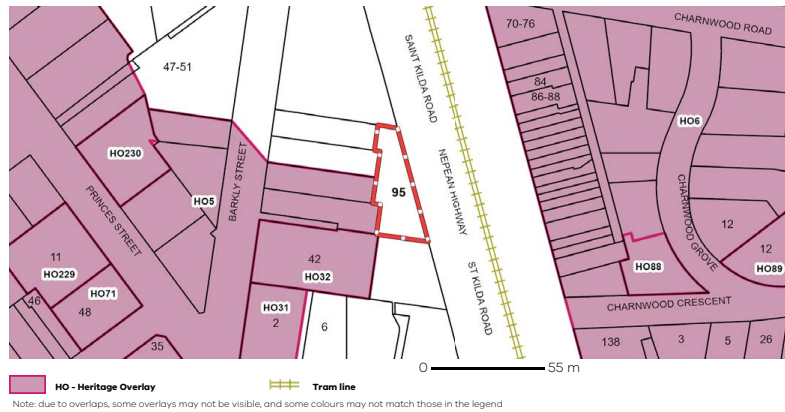 70-76
CHARNWOOD ROAD
47-51
SAINT KILDA ROAD
84
86-88
HO6
HO230
NEPEAN HIGHWAY
BARKLY STREET
PRINCES STREET
HO5
95
CHARNWOOD GROVE
12
12
11
42
HO229
HO32
HO88
HO89
HO71
46
48
HO31
ST KILDA ROAD
CHARNWOOD CRESCENT
2
6
35
138
3
5
26
0 55 m
HO - Heritage Overlay
Tram line
Note: due to overlaps, some overlays may not be visible, and some colours may not match those in the legend